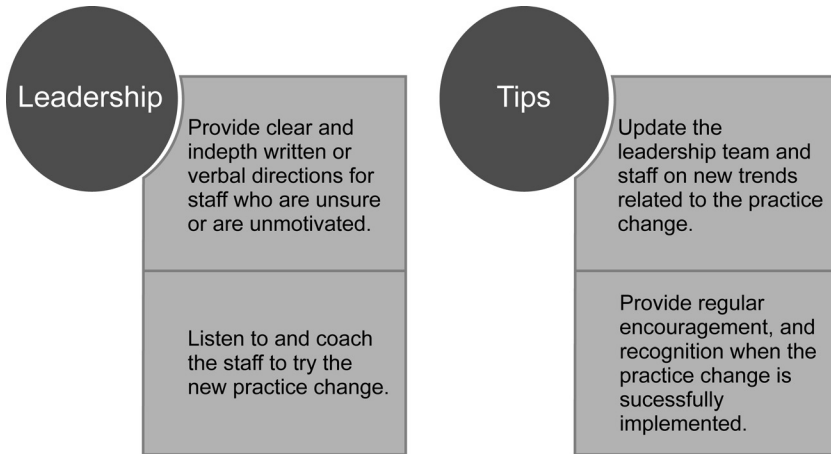 Leadership
Provide clear and
indepth written or
verbal directions for
staff who are unsure
or are unmotivated.
Listen to and coach
the staff to try the
new practice change.
Tips
Update the
leadership team and
staff on new trends
related to the practice
change.
Provide regular
encouragement, and
recognition when the
practice change is
sucessfully
implemented.